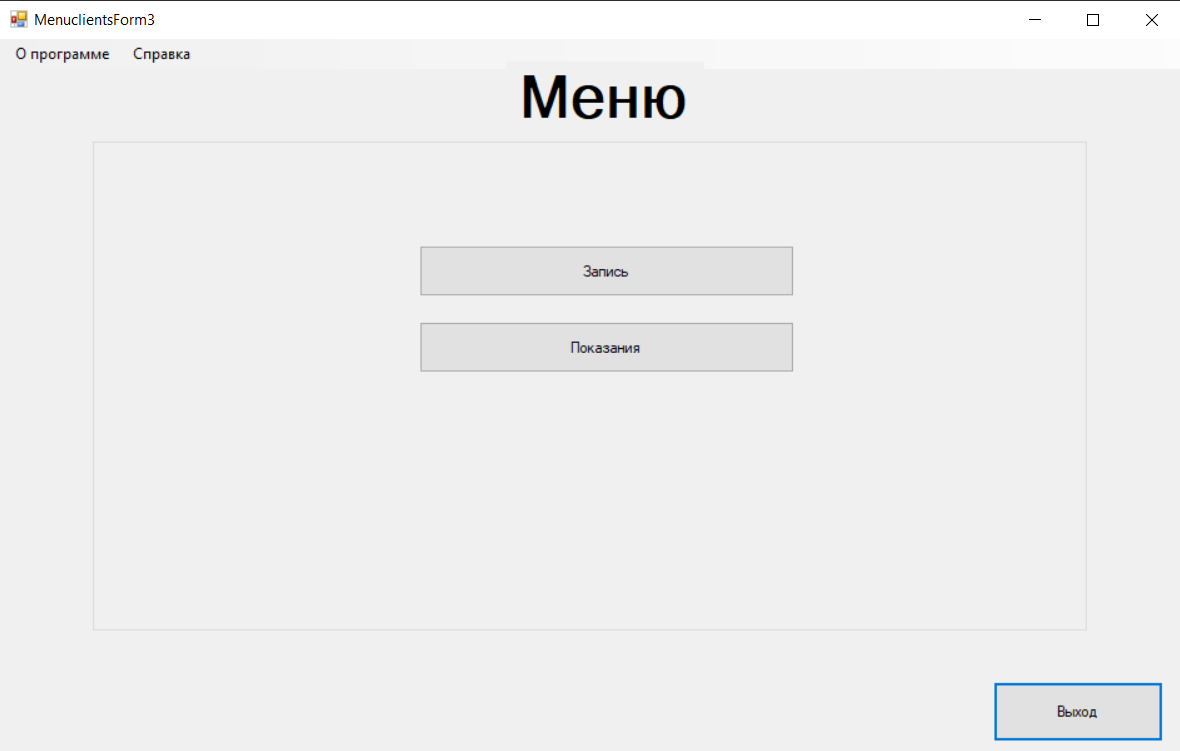 MenuclientsForm3
О программе Справка
Меню
Запись
Показания
Выход